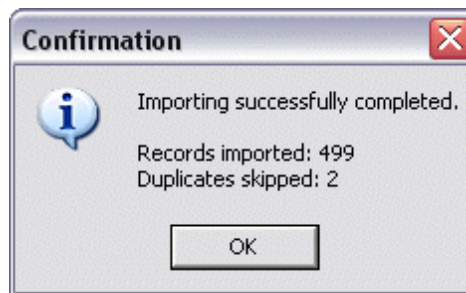 Confirmation
Importing successfully completed.
Records imported: 499
Duplicates skipped: 2
OK